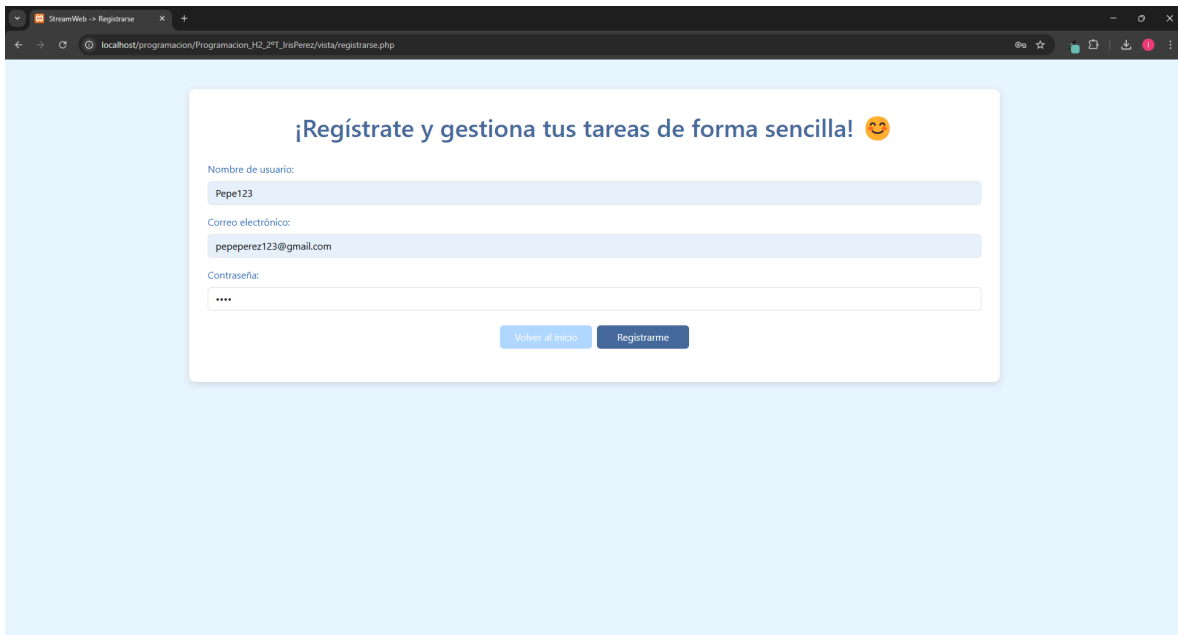 StreamWeb -> Registrarse
localhost/programacion/Programacion_H2_2ºT_IrisPerez/vista/registrarse.php
¡Regístrate y gestiona tus tareas de forma sencilla! 😊
Nombre de usuario:
Pepe123
Correo electrónico:
pepeperez123@gmail.com
Contraseña:
••••
Volver al inicio Registrarme